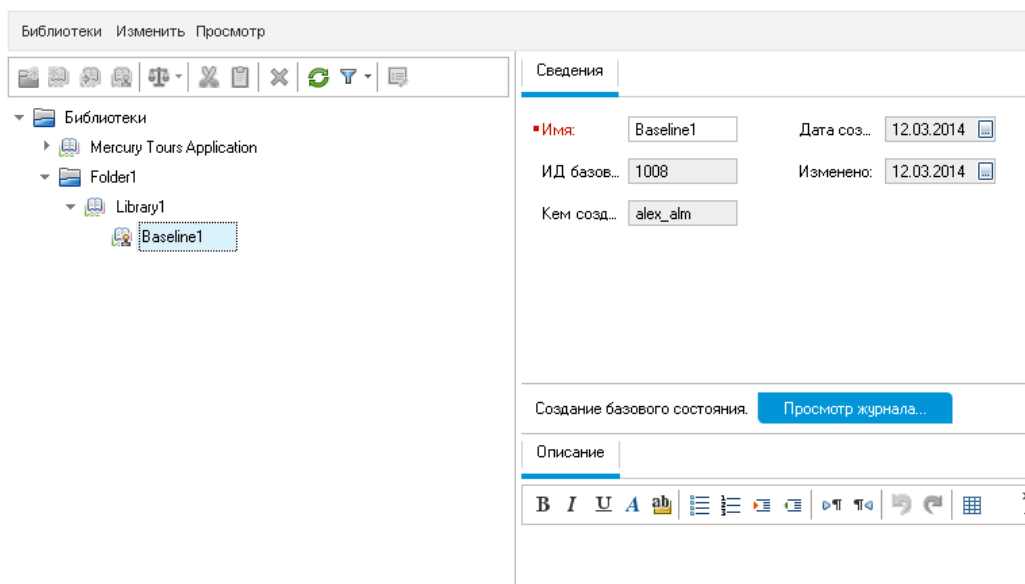 Библиотеки Изменить Просмотр
Библиотеки
Mercury Tours Application
Folder1
Library1
Baseline1
Сведения
Имя: Baseline1 Дата соз... 12.03.2014
ИД базов... 1008 Изменено: 12.03.2014
Кем созд... alex_alm
Создание базового состояния. Просмотр журнала...
Описание
B I U A ab